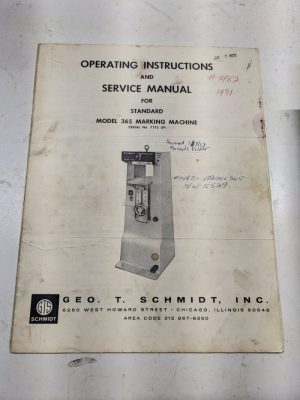 OPERATING INSTRUCTIONS
AND
SERVICE MANUAL
FOR
STANDARD
MODEL 365 MARKING MACHINE
1991
GEO. T. SCHMIDT, INC.
SCHMIDT
6250 WEST HOWARD STREET - CHICAGO, ILLINOIS 60648
AREA CODE 312 967-6250